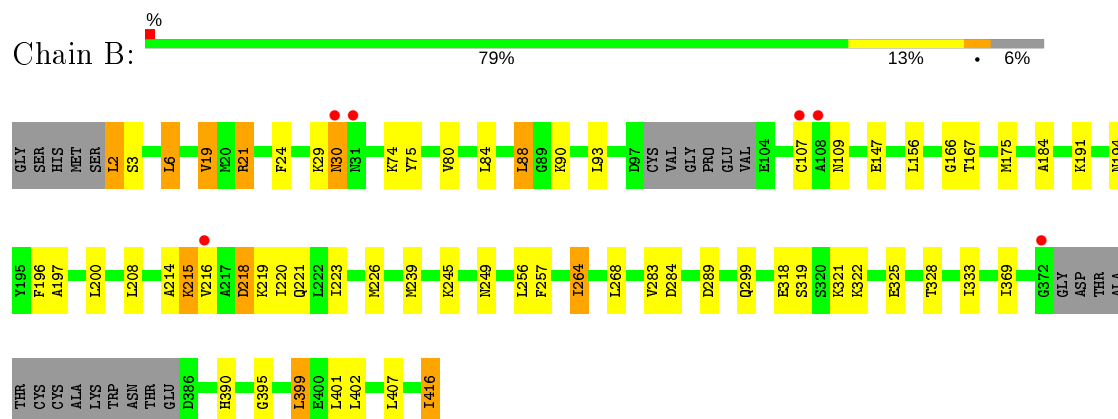 %
Chain B:
79% 13% • 6%
GLY SER HIS MET SER L2 S3 L6 V19 M20 R21 F24 K29 N30 N31 K74 Y75 V80 L84 L88 G89 K90 L93 D97 CYS VAL GLY PRO GLU VAL E104 C107 A108 N109 E147 L156 G166 T167 M175 A184 K191 N194
Y195 F196 A197 L200 L208 A214 K215 V216 A217 D218 K219 I220 Q221 L222 I223 M226 M239 K245 N249 L256 F257 I264 L268 V283 D284 D289 Q299 E318 S319 S320 K321 K322 E325 T328 I333 I369 G372 GLY ASP THR ALA
THR CYS CYS ALA LYS TRP ASN THR GLU D386 H390 G395 L399 E400 L401 L402 L407 I416